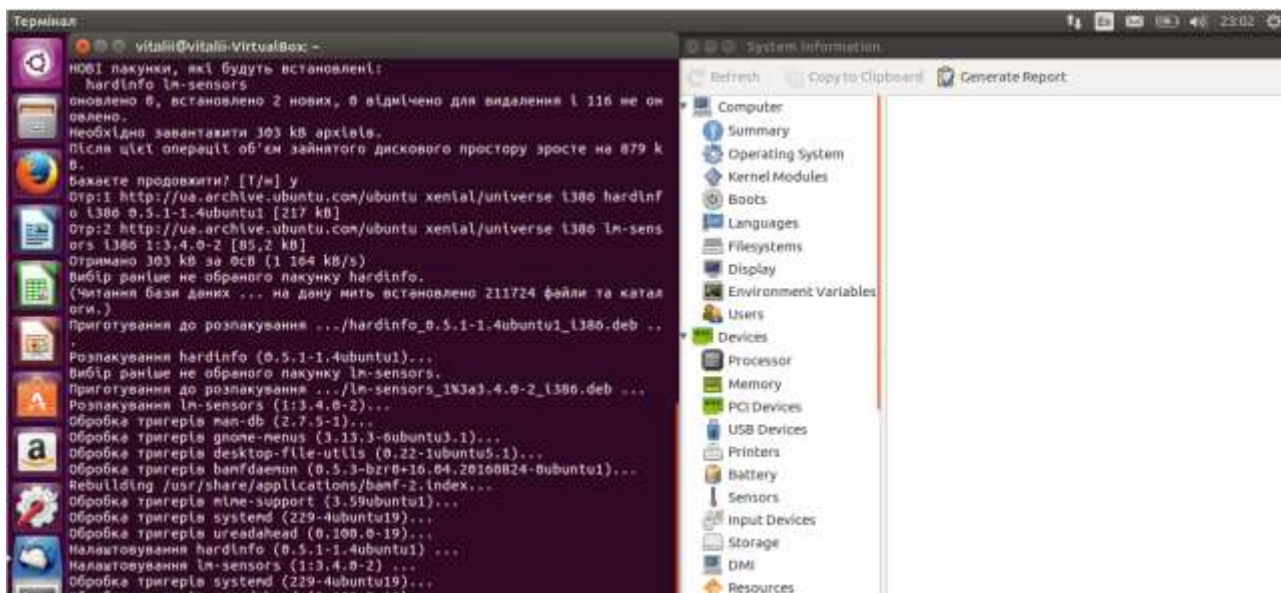 Термінал
En
23:02
vitalii@vitalii-VirtualBox: ~
НОВІ пакунки, які будуть встановлені:
hardinfo lm-sensors
оновлено 0, встановлено 2 нових, 0 відмічено для видалення і 116 не он
овлено.
Необхідно завантажити 303 kB архівів.
Після цієї операції об'єм зайнятого дискового простору зросте на 879 k
B.
Бажаєте продовжити? [Т/н] y
Отр:1 http://ua.archive.ubuntu.com/ubuntu xenial/universe i386 hardinf
o i386 0.5.1-1.4ubuntu1 [217 kB]
Отр:2 http://ua.archive.ubuntu.com/ubuntu xenial/universe i386 lm-sens
ors i386 1:3.4.0-2 [85,2 kB]
Отримано 303 kB за 0сВ (1 164 kB/s)
Вибір раніше не обраного пакунку hardinfo.
(Читання бази даних ... на дану мить встановлено 211724 файли та катал
оги.)
Приготування до розпакування .../hardinfo_0.5.1-1.4ubuntu1_i386.deb ..
.
Розпакування hardinfo (0.5.1-1.4ubuntu1)...
Вибір раніше не обраного пакунку lm-sensors.
Приготування до розпакування .../lm-sensors_1%3a3.4.0-2_i386.deb ...
Розпакування lm-sensors (1:3.4.0-2)...
Обробка тригерів man-db (2.7.5-1)...
Обробка тригерів gnome-menus (3.13.3-6ubuntu3.1)...
Обробка тригерів desktop-file-utils (0.22-1ubuntu5.1)...
Обробка тригерів bamfdaemon (0.5.3~bzr0+16.04.20160824-0ubuntu1)...
Rebuilding /usr/share/applications/bamf-2.index...
Обробка тригерів mime-support (3.59ubuntu1)...
Обробка тригерів systemd (229-4ubuntu19)...
Обробка тригерів ureadahead (0.100.0-19)...
Налаштовування hardinfo (0.5.1-1.4ubuntu1) ...
Налаштовування lm-sensors (1:3.4.0-2) ...
Обробка тригерів systemd (229-4ubuntu19)...
System Information
Refresh Copy to Clipboard Generate Report
Computer
Summary
Operating System
Kernel Modules
Boots
Languages
Filesystems
Display
Environment Variables
Users
Devices
Processor
Memory
PCI Devices
USB Devices
Printers
Battery
Sensors
Input Devices
Storage
DMI
Resources